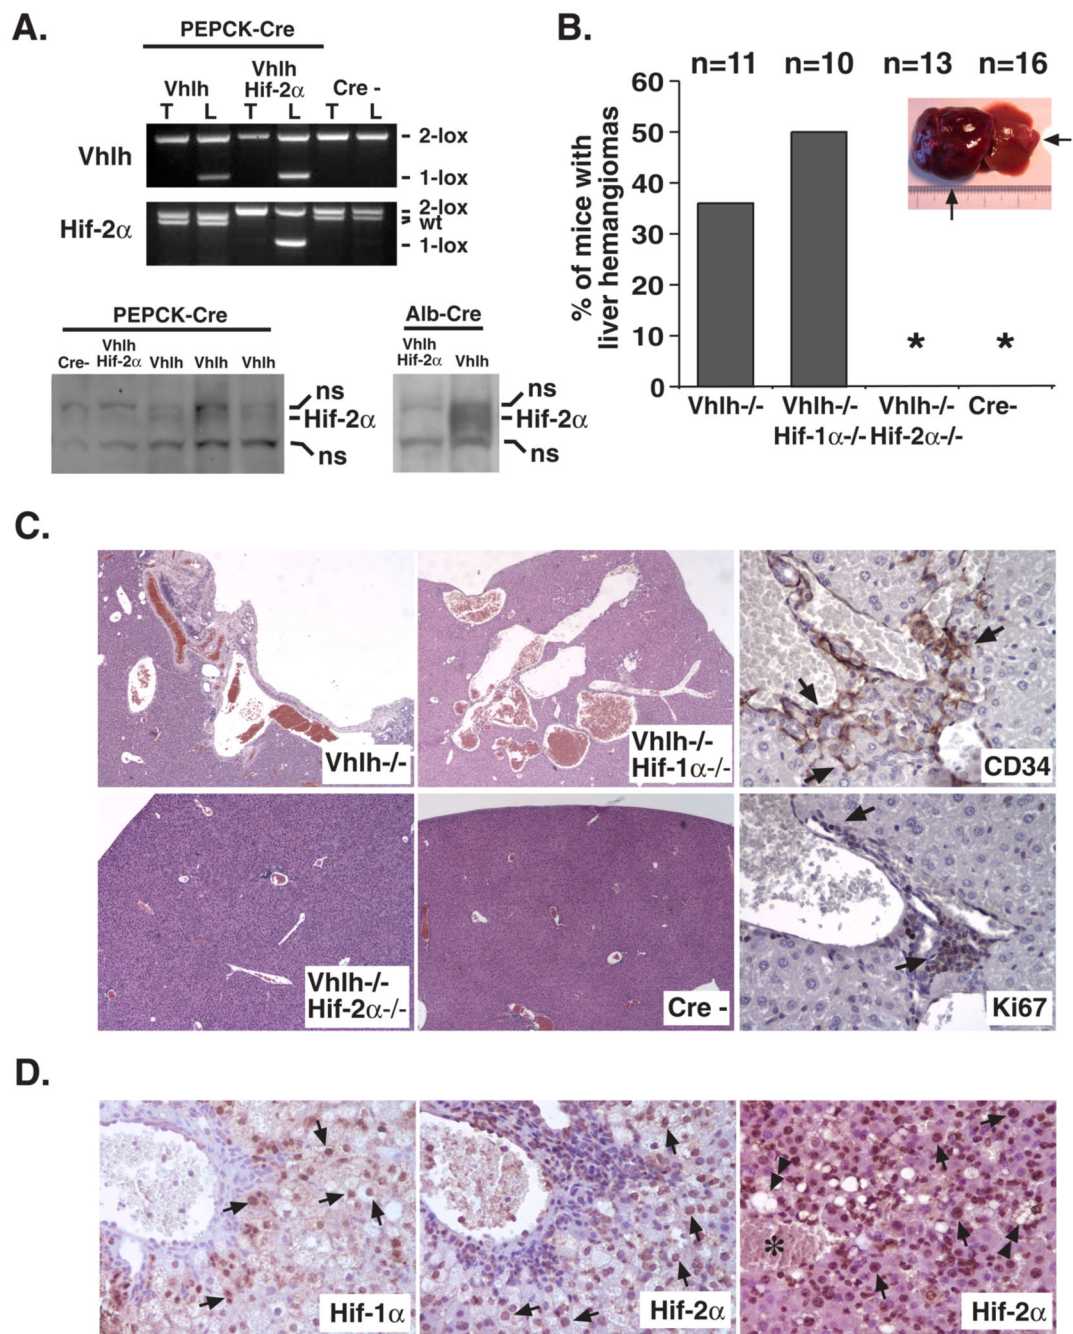 A.
PEPCK-Cre
Vhlh
Vhlh
Hif-2α
Cre -
T L T L T L
Vhlh
2-lox
1-lox
Hif-2α
2-lox
wt
1-lox
PEPCK-Cre
Cre-
Vhlh
Hif-2α
Vhlh
Vhlh
Vhlh
ns
Hif-2α
ns
Alb-Cre
Vhlh
Hif-2α
Vhlh
ns
Hif-2α
ns
B.
n=11 n=10 n=13 n=16
% of mice with
liver hemangiomas
60
50
40
30
20
10
0
* *
Vhlh-/- Vhlh-/- Vhlh-/- Cre-
Hif-1α-/- Hif-2α-/-
C.
Vhlh-/-
Vhlh-/-
Hif-1α-/-
CD34
Vhlh-/-
Hif-2α-/-
Cre -
Ki67
D.
Hif-1α
Hif-2α
*
Hif-2α